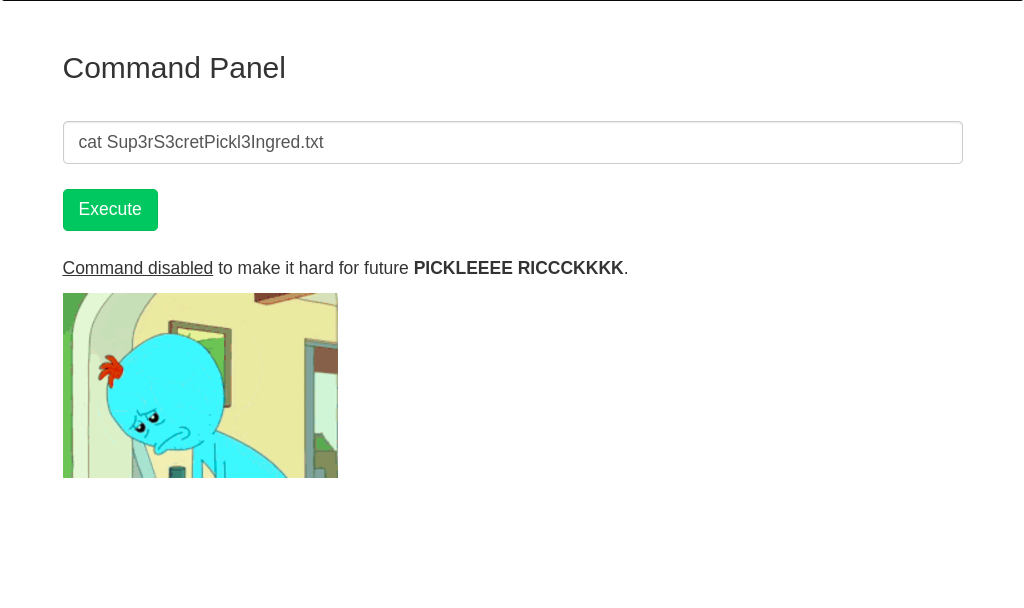 Command Panel
cat Sup3rS3cretPickl3Ingred.txt
Execute
Command disabled to make it hard for future PICKLEEEE RICCCKKKK.